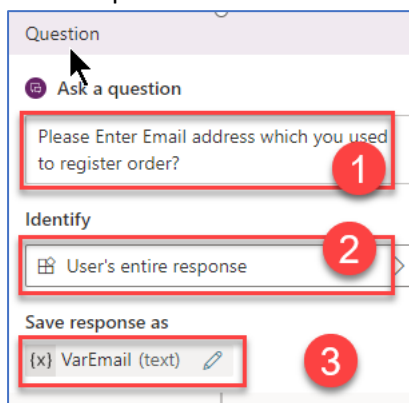 Question
Ask a question
Please Enter Email address which you used
to register order?
1
Identify
2
User's entire response
Save response as
{x} VarEmail (text)
3